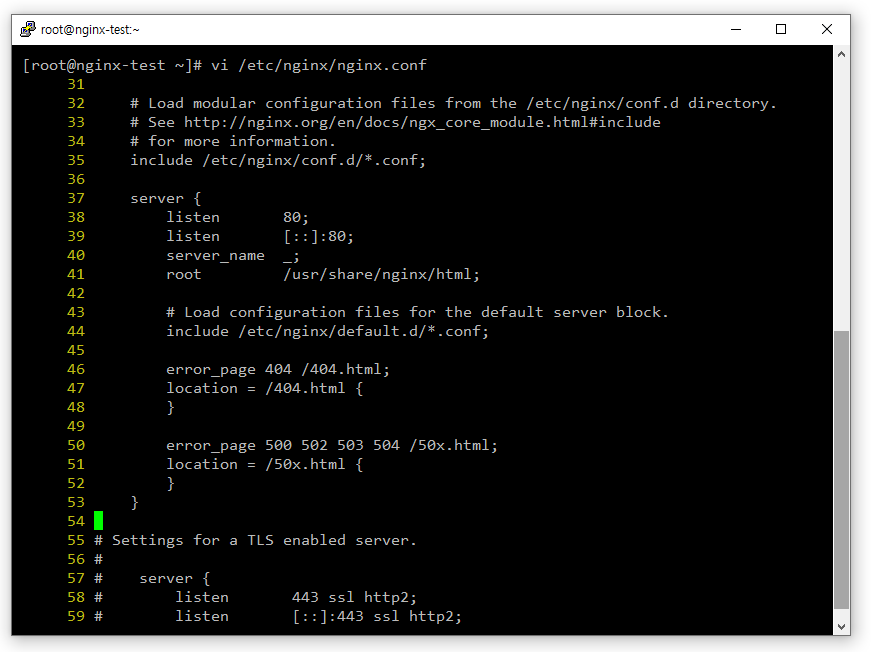 root@nginx-test:~
[root@nginx-test ~]# vi /etc/nginx/nginx.conf
31
32     # Load modular configuration files from the /etc/nginx/conf.d directory.
33     # See http://nginx.org/en/docs/ngx_core_module.html#include
34     # for more information.
35     include /etc/nginx/conf.d/*.conf;
36
37     server {
38         listen       80;
39         listen       [::]:80;
40         server_name  _;
41         root         /usr/share/nginx/html;
42
43         # Load configuration files for the default server block.
44         include /etc/nginx/default.d/*.conf;
45
46         error_page 404 /404.html;
47         location = /404.html {
48         }
49
50         error_page 500 502 503 504 /50x.html;
51         location = /50x.html {
52         }
53     }
54
55 # Settings for a TLS enabled server.
56 #
57 #    server {
58 #        listen       443 ssl http2;
59 #        listen       [::]:443 ssl http2;